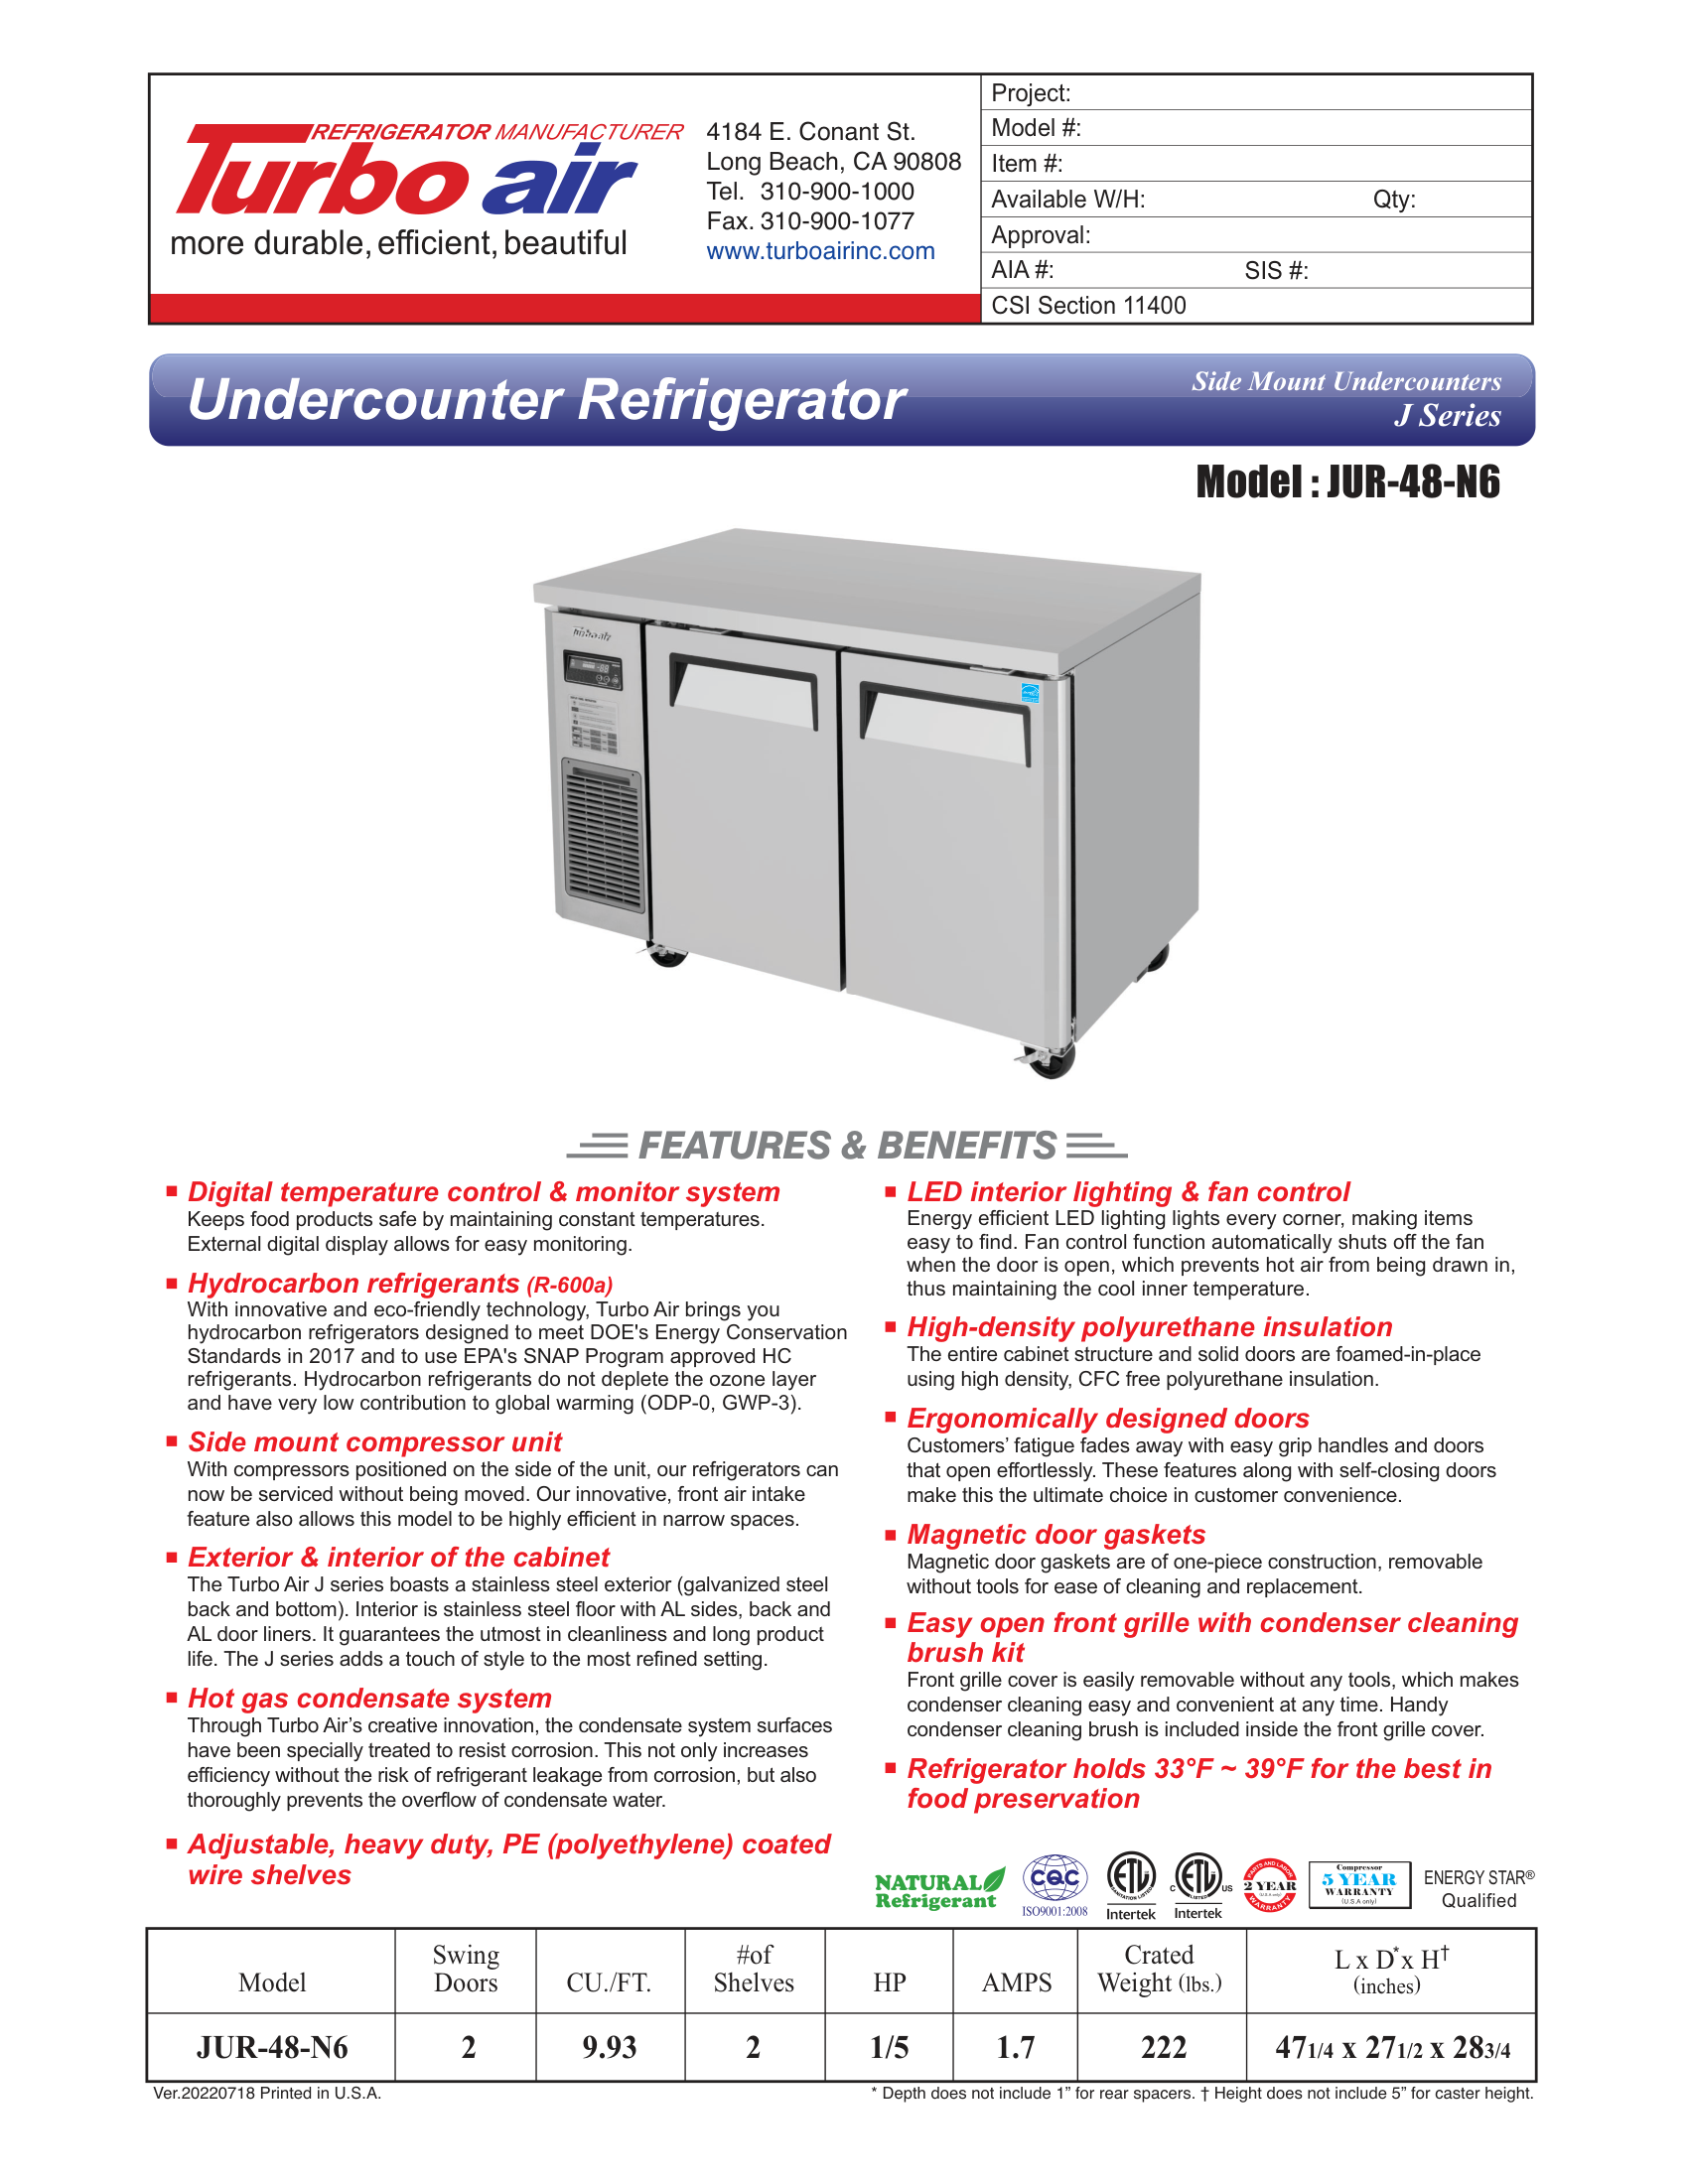 REFRIGERATOR MANUFACTURER
Turbo air
more durable, efficient, beautiful
4184 E. Conant St.
Long Beach, CA 90808
Tel. 310-900-1000
Fax. 310-900-1077
www.turboairinc.com
Project:
Model #:
Item #:
Available W/H: Qty:
Approval:
AIA #: SIS #:
CSI Section 11400
Undercounter Refrigerator
Side Mount Undercounters
J Series
Model : JUR-48-N6
turbo air
FEATURES & BENEFITS
■ Digital temperature control & monitor system
Keeps food products safe by maintaining constant temperatures.
External digital display allows for easy monitoring.
■ Hydrocarbon refrigerants (R-600a)
With innovative and eco-friendly technology, Turbo Air brings you
hydrocarbon refrigerators designed to meet DOE's Energy Conservation
Standards in 2017 and to use EPA's SNAP Program approved HC
refrigerants. Hydrocarbon refrigerants do not deplete the ozone layer
and have very low contribution to global warming (ODP-0, GWP-3).
■ Side mount compressor unit
With compressors positioned on the side of the unit, our refrigerators can
now be serviced without being moved. Our innovative, front air intake
feature also allows this model to be highly efficient in narrow spaces.
■ Exterior & interior of the cabinet
The Turbo Air J series boasts a stainless steel exterior (galvanized steel
back and bottom). Interior is stainless steel floor with AL sides, back and
AL door liners. It guarantees the utmost in cleanliness and long product
life. The J series adds a touch of style to the most refined setting.
■ Hot gas condensate system
Through Turbo Air's creative innovation, the condensate system surfaces
have been specially treated to resist corrosion. This not only increases
efficiency without the risk of refrigerant leakage from corrosion, but also
thoroughly prevents the overflow of condensate water.
■ Adjustable, heavy duty, PE (polyethylene) coated
wire shelves
■ LED interior lighting & fan control
Energy efficient LED lighting lights every corner, making items
easy to find. Fan control function automatically shuts off the fan
when the door is open, which prevents hot air from being drawn in,
thus maintaining the cool inner temperature.
■ High-density polyurethane insulation
The entire cabinet structure and solid doors are foamed-in-place
using high density, CFC free polyurethane insulation.
■ Ergonomically designed doors
Customers' fatigue fades away with easy grip handles and doors
that open effortlessly. These features along with self-closing doors
make this the ultimate choice in customer convenience.
■ Magnetic door gaskets
Magnetic door gaskets are of one-piece construction, removable
without tools for ease of cleaning and replacement.
■ Easy open front grille with condenser cleaning
brush kit
Front grille cover is easily removable without any tools, which makes
condenser cleaning easy and convenient at any time. Handy
condenser cleaning brush is included inside the front grille cover.
■ Refrigerator holds 33°F ~ 39°F for the best in
food preservation
NATURAL
Refrigerant
CQC
ISO9001:2008
ETL
SANITATION LISTED
Intertek
C ETL US
LISTED
Intertek
PARTS AND LABOR
2 YEAR
(U.S.A only)
WARRANTY
Compressor
5 YEAR
WARRANTY
(U.S.A only)
ENERGY STAR®
Qualified
Model Swing Doors CU./FT. #of Shelves HP AMPS Crated Weight (lbs.) L x D* x H† (inches)
JUR-48-N6 2 9.93 2 1/5 1.7 222 471/4 x 271/2 x 283/4
Ver.20220718 Printed in U.S.A.
* Depth does not include 1” for rear spacers. † Height does not include 5” for caster height.